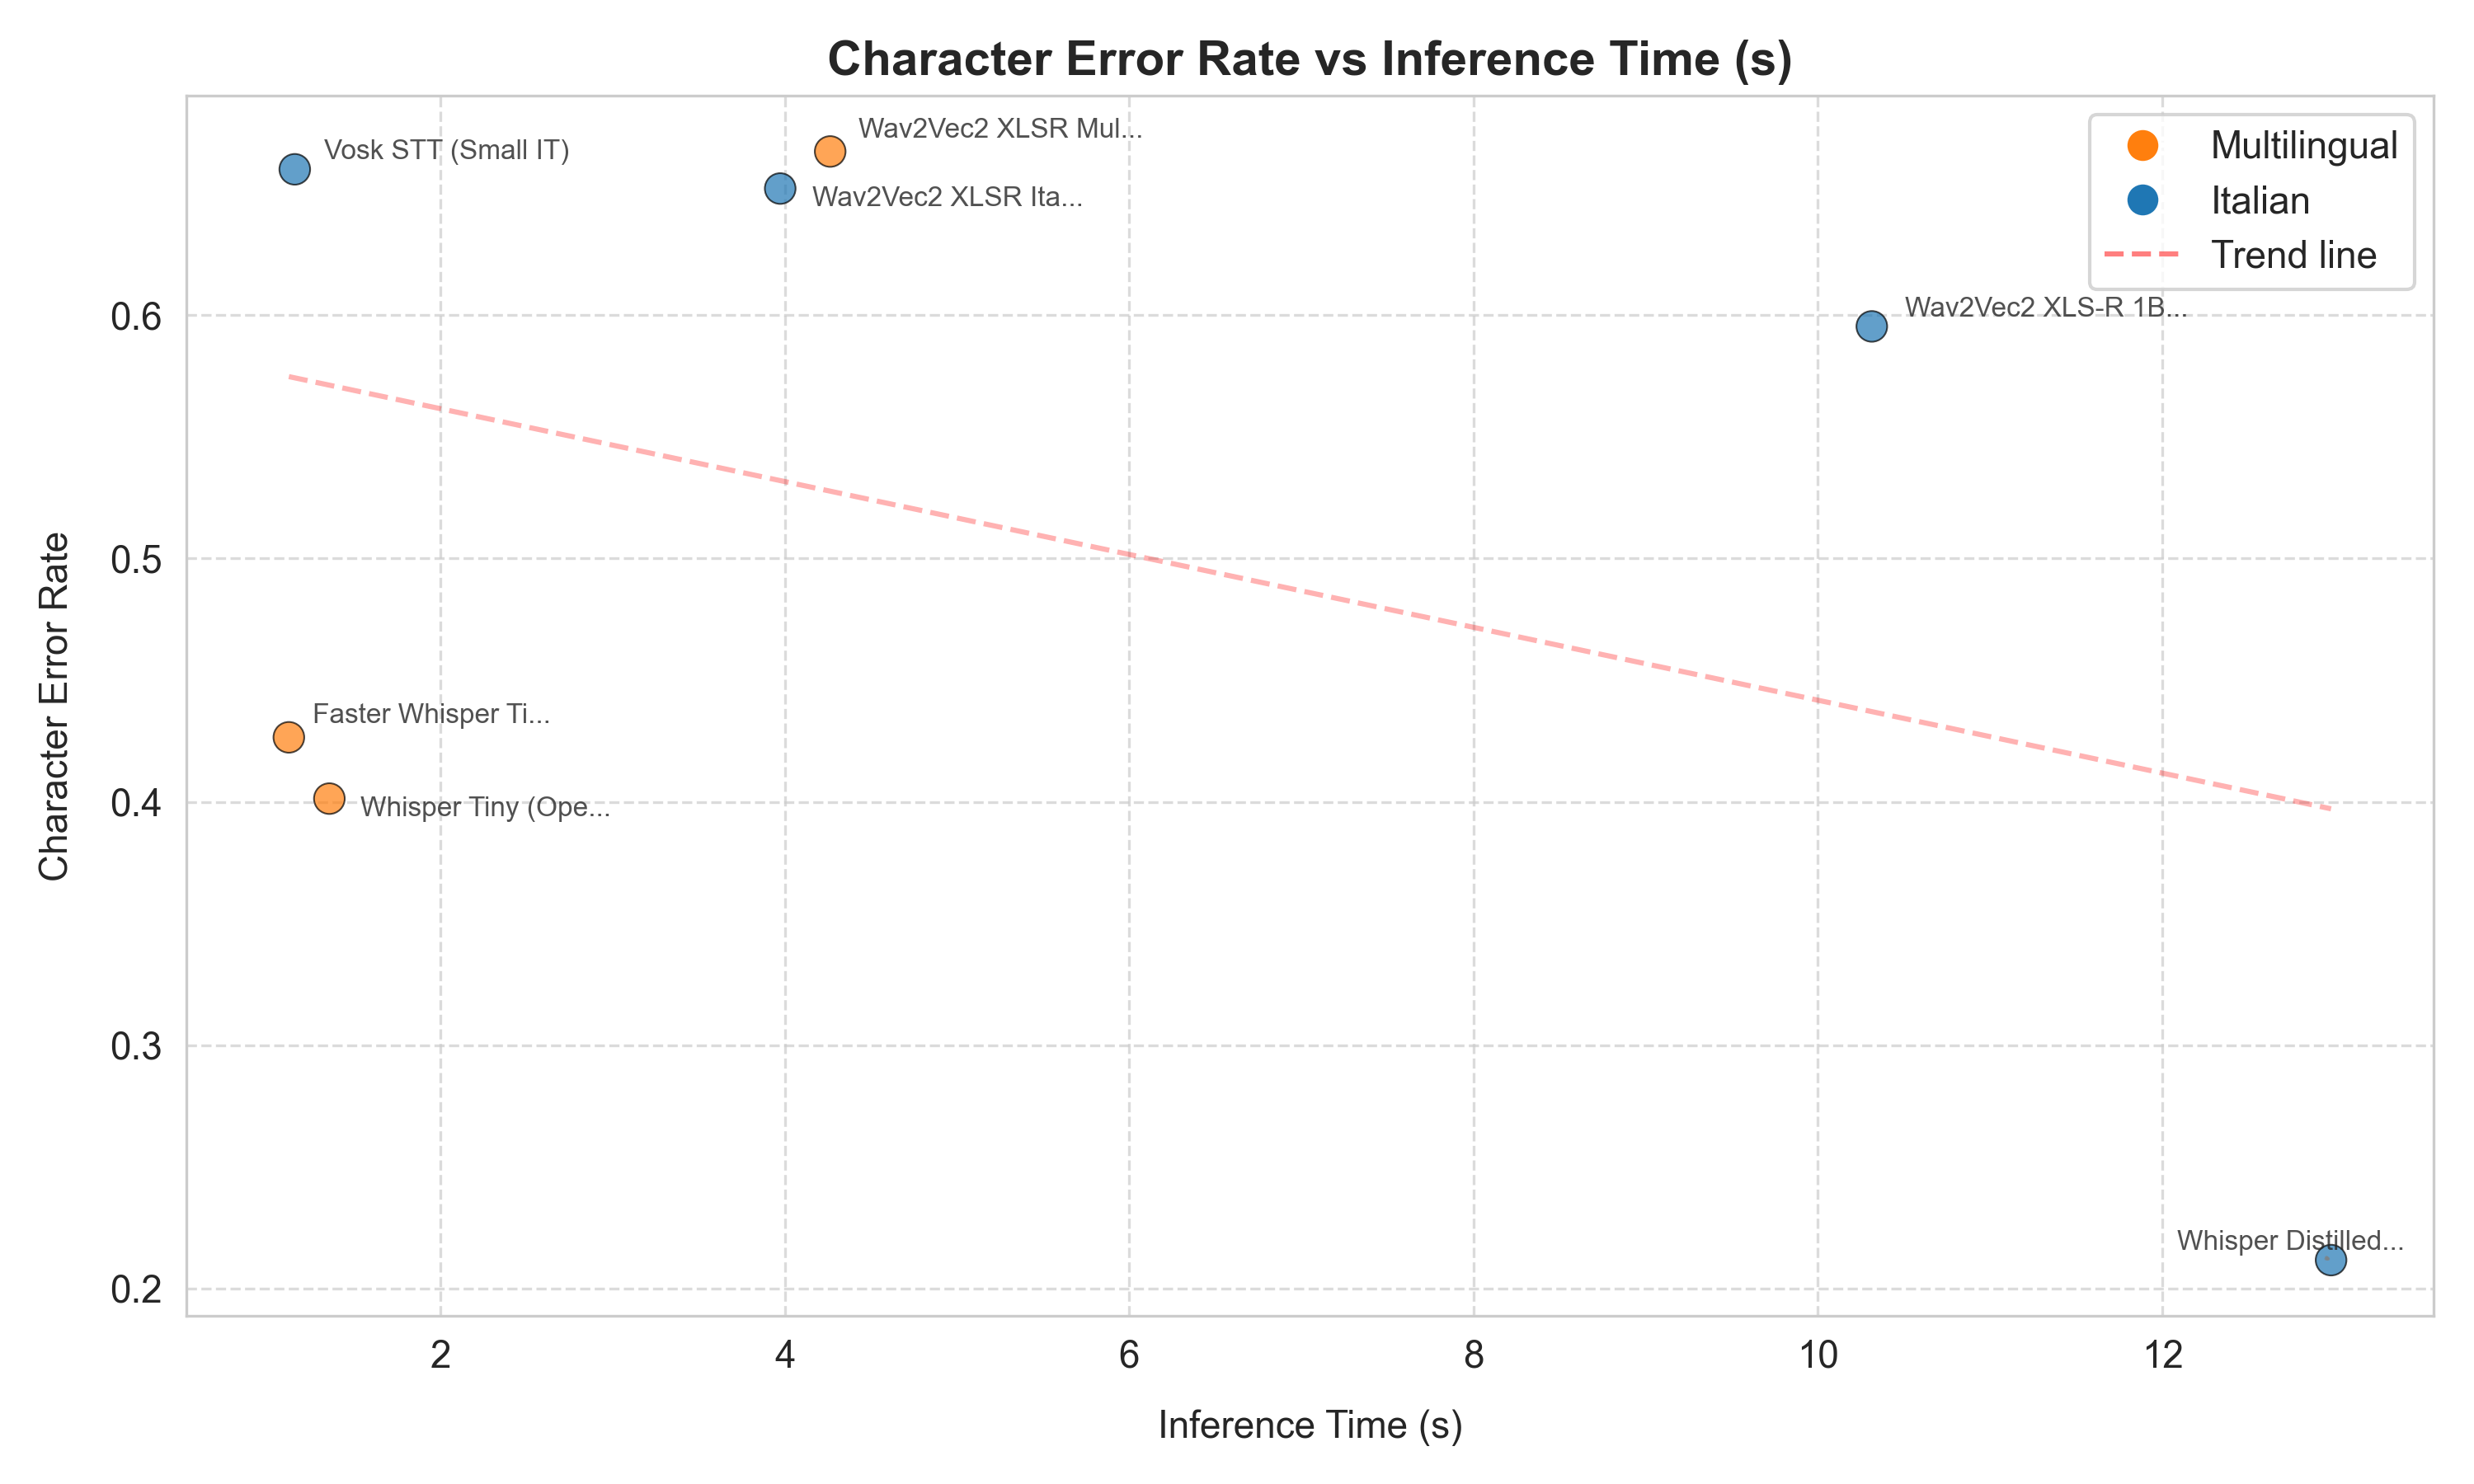 Character Error Rate vs Inference Time (s)
Vosk STT (Small IT)
Wav2Vec2 XLSR Mul...
Wav2Vec2 XLSR Ita...
Multilingual
Italian
Trend line
Wav2Vec2 XLS-R 1B...
Faster Whisper Ti...
Whisper Tiny (Ope...
Whisper Distilled...
Character Error Rate
0.6
0.5
0.4
0.3
0.2
2 4 6 8 10 12
Inference Time (s)